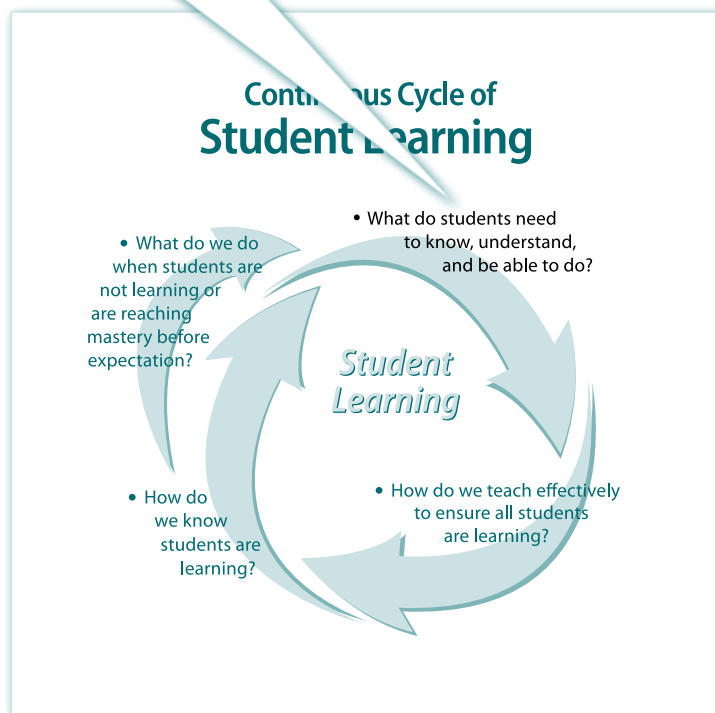 Continuous Cycle of
Student Learning
• What do students need
to know, understand,
and be able to do?
• How do we teach effectively
to ensure all students
are learning?
• How do
we know
students are
learning?
• What do we do
when students are
not learning or
are reaching
mastery before
expectation?
Student
Learning